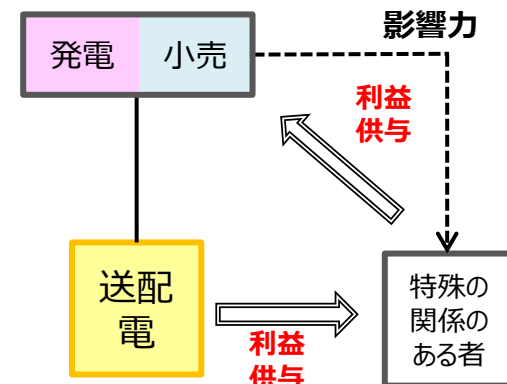 影響力
発電
小売
利益
供与
送配
電
利益
供与
特殊の
関係の
ある者